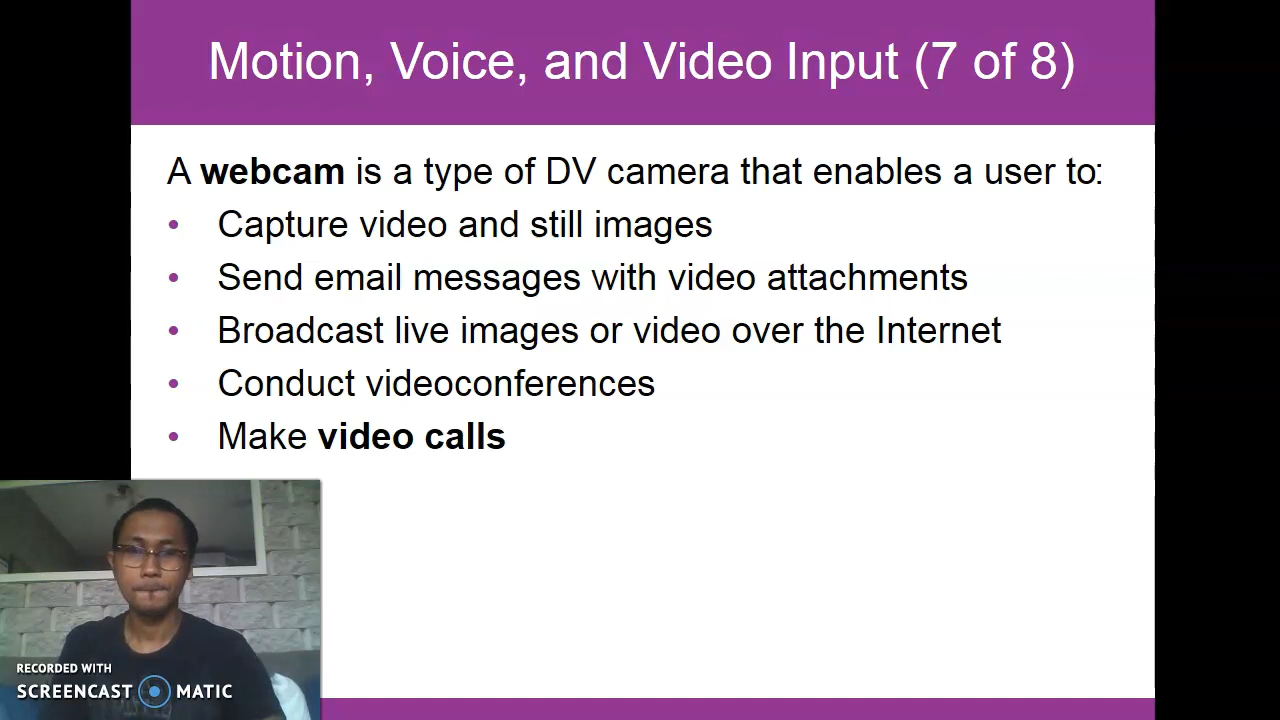 Motion, Voice, and Video Input (7 of 8)
A webcam is a type of DV camera that enables a user to:
• Capture video and still images
• Send email messages with video attachments
• Broadcast live images or video over the Internet
• Conduct videoconferences
• Make video calls
RECORDED WITH
SCREENCAST MATIC